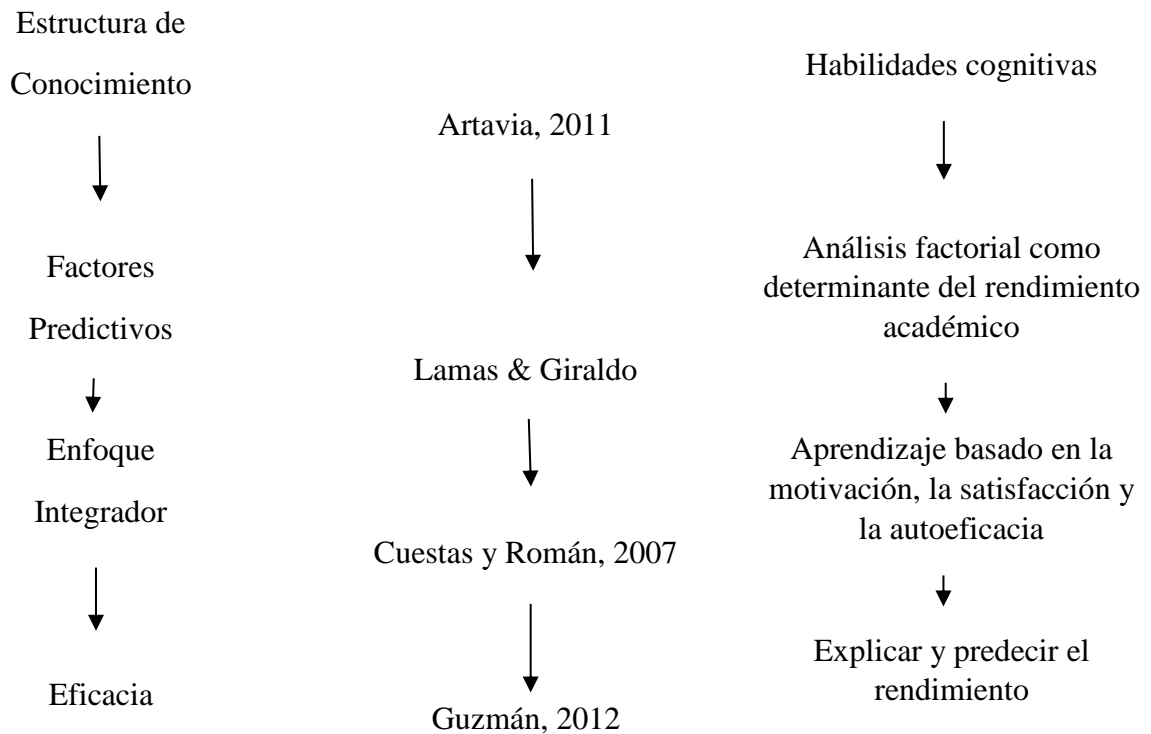 Estructura de
Conocimiento
Factores
Predictivos
Enfoque
Integrador
Eficacia
Artavia, 2011
Lamas & Giraldo
Cuestas y Román, 2007
Guzmán, 2012
Habilidades cognitivas
Análisis factorial como
determinante del rendimiento
académico
Aprendizaje basado en la
motivación, la satisfacción y
la autoeficacia
Explicar y predecir el
rendimiento